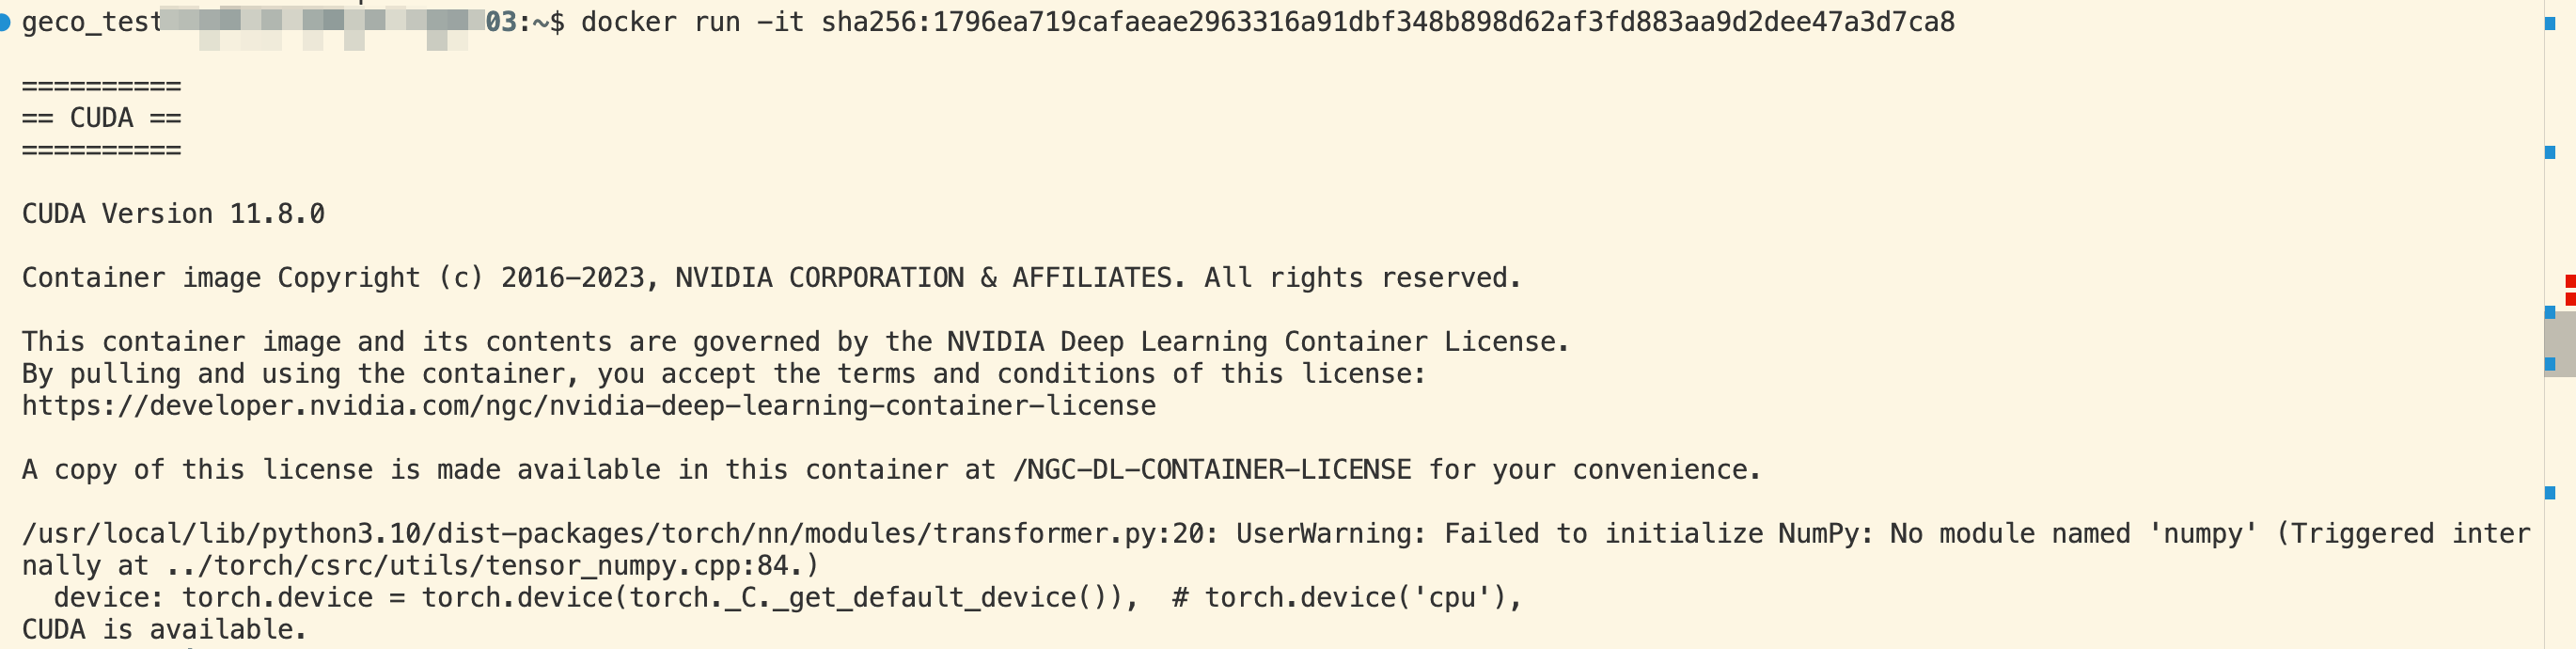 geco_test 03:~$ docker run -it sha256:1796ea719cafaeae2963316a91dbf348b898d62af3fd883aa9d2dee47a3d7ca8
==========
== CUDA ==
==========
CUDA Version 11.8.0
Container image Copyright (c) 2016-2023, NVIDIA CORPORATION & AFFILIATES. All rights reserved.
This container image and its contents are governed by the NVIDIA Deep Learning Container License.
By pulling and using the container, you accept the terms and conditions of this license:
https://developer.nvidia.com/ngc/nvidia-deep-learning-container-license
A copy of this license is made available in this container at /NGC-DL-CONTAINER-LICENSE for your convenience.
/usr/local/lib/python3.10/dist-packages/torch/nn/modules/transformer.py:20: UserWarning: Failed to initialize NumPy: No module named 'numpy' (Triggered inter
nally at ../torch/csrc/utils/tensor_numpy.cpp:84.)
  device: torch.device = torch.device(torch._C._get_default_device()),  # torch.device('cpu'),
CUDA is available.